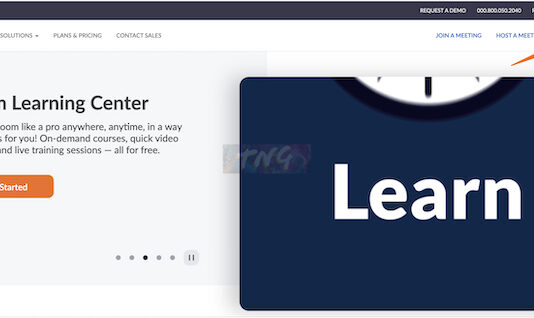 REQUEST A DEMO 000.800.050.2040
SOLUTIONS PLANS & PRICING CONTACT SALES JOIN A MEETING HOST A MEET
Learning Center
oom like a pro anywhere, anytime, in a way
s for you! On-demand courses, quick video
and live training sessions — all for free.
Started
TNG
Learn